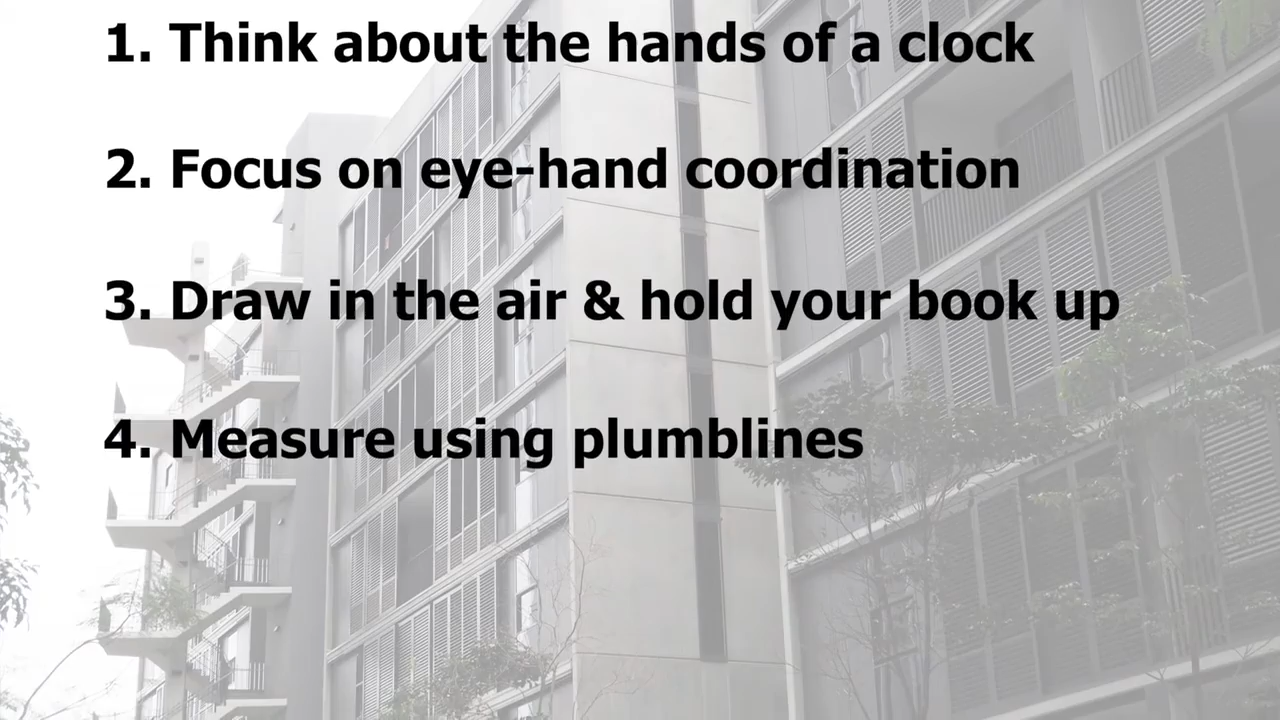 1. Think about the hands of a clock
2. Focus on eye-hand coordination
3. Draw in the air & hold your book up
4. Measure using plumblines